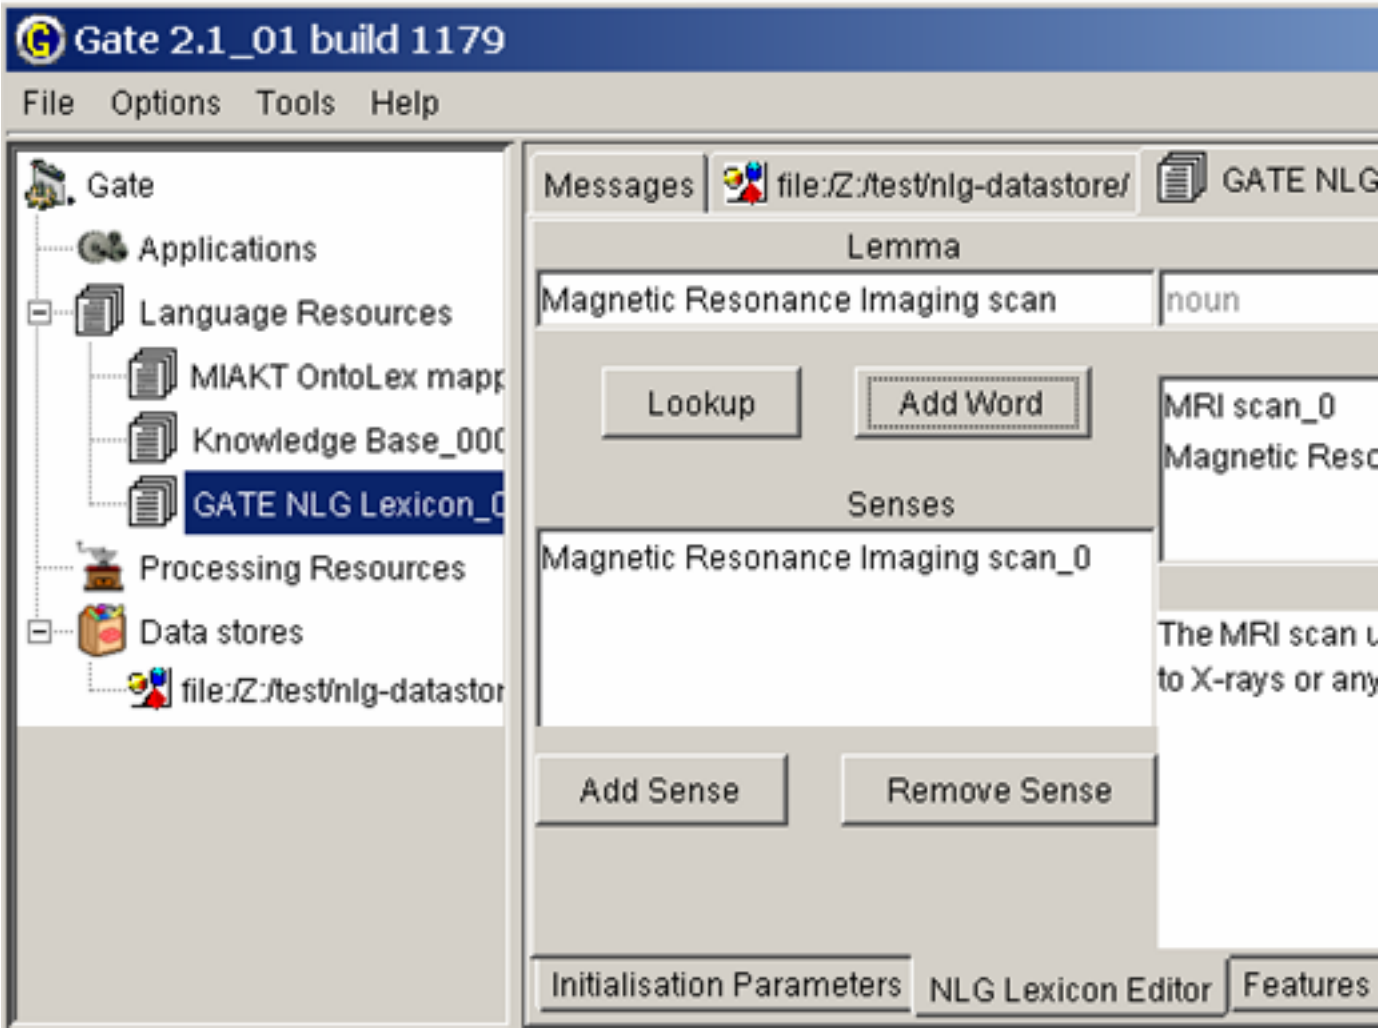 Gate 2.1_01 build 1179
File Options Tools Help
Gate
Applications
Language Resources
MIAKT OntoLex mapp
Knowledge Base_000
GATE NLG Lexicon_0
Processing Resources
Data stores
file:/Z:/test/nlg-datastor
Messages file:/Z:/test/nlg-datastore/ GATE NLG
Lemma
Magnetic Resonance Imaging scan noun
Lookup Add Word
MRI scan_0
Magnetic Reso
Senses
Magnetic Resonance Imaging scan_0
The MRI scan u
to X-rays or any
Add Sense Remove Sense
Initialisation Parameters NLG Lexicon Editor Features